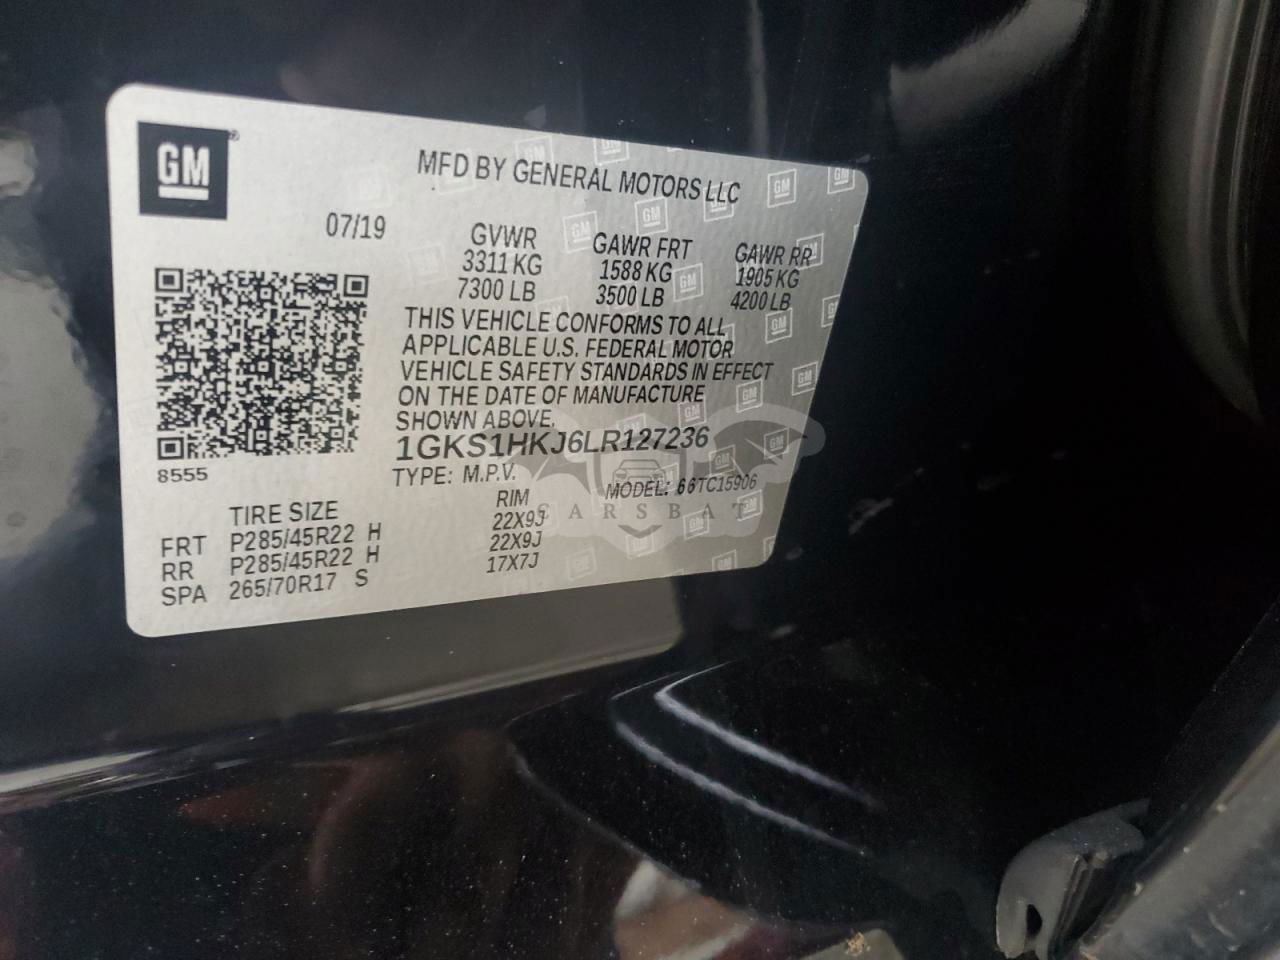 GM
MFD BY GENERAL MOTORS LLC
07/19
GVWR GAWR FRT GAWR RR
3311 KG 1588 KG 1905 KG
7300 LB 3500 LB 4200 LB
THIS VEHICLE CONFORMS TO ALL
APPLICABLE U.S. FEDERAL MOTOR
VEHICLE SAFETY STANDARDS IN EFFECT
ON THE DATE OF MANUFACTURE
SHOWN ABOVE.
1GKS1HKJ6LR127236
8555
TYPE: M.P.V. MODEL: 66TC15906
CARSBAT
TIRE SIZE RIM
FRT P285/45R22 H 22X9J
RR P285/45R22 H 22X9J
SPA 265/70R17 S 17X7J